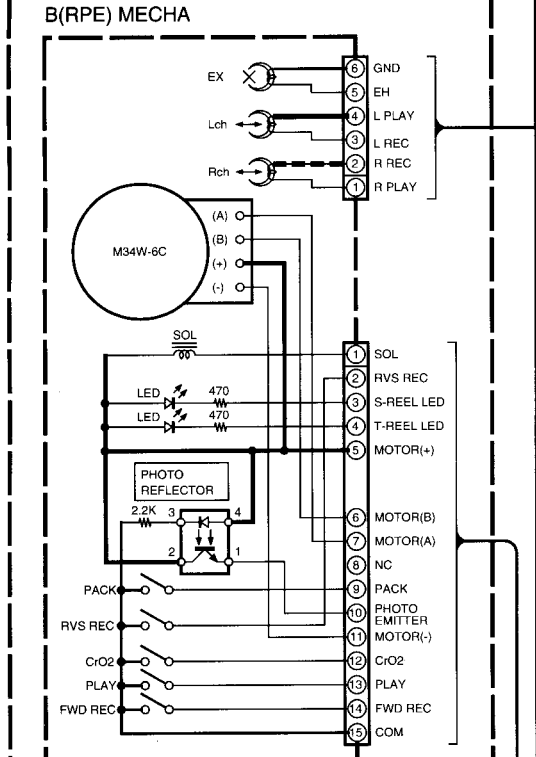 B(RPE) MECHA
EX
6 GND
5 EH
Lch
4 L PLAY
3 L REC
Rch
2 R REC
1 R PLAY
M34W-6C
(A)
(B)
(+)
(-)
SOL
1 SOL
2 RVS REC
LED 470
3 S-REEL LED
LED 470
4 T-REEL LED
5 MOTOR(+)
PHOTO
REFLECTOR
2.2K 3 4
2 1
6 MOTOR(B)
7 MOTOR(A)
8 NC
PACK
9 PACK
10 PHOTO
EMITTER
RVS REC
11 MOTOR(-)
CrO2
12 CrO2
PLAY
13 PLAY
FWD REC
14 FWD REC
15 COM